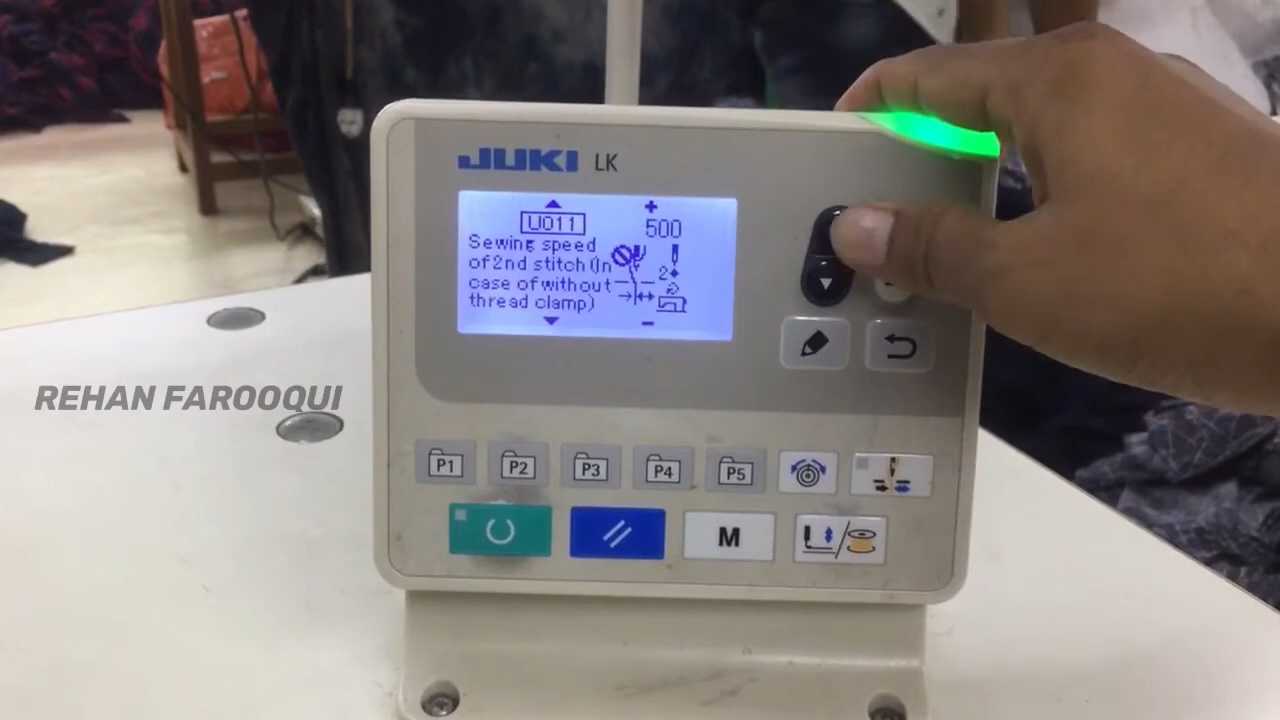 JUKI LK
U011
500
Sewing speed
of 2nd stitch (In
case of without
thread clamp)
2
REHAN FAROOQUI
P1 P2 P3 P4 P5
M